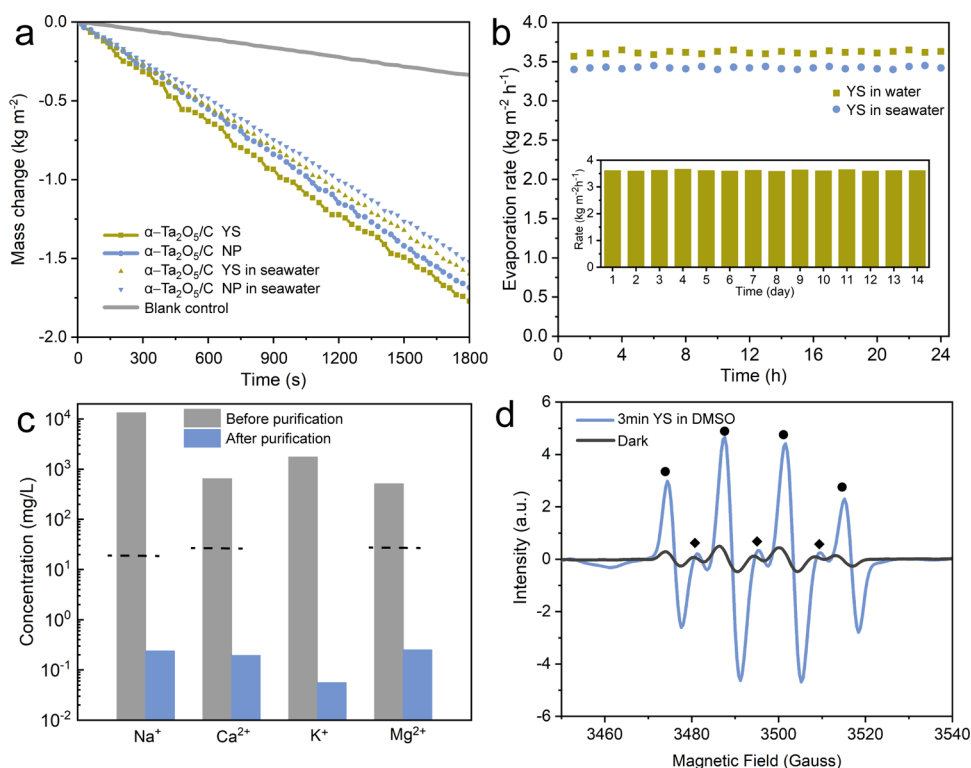 a
0.0
-0.5
-1.0
-1.5
-2.0
Mass change (kg m⁻²)
α–Ta₂O₅/C YS
α–Ta₂O₅/C NP
α–Ta₂O₅/C YS in seawater
α–Ta₂O₅/C NP in seawater
Blank control
0 300 600 900 1200 1500 1800
Time (s)
b
4.0
3.5
3.0
2.5
2.0
1.5
1.0
0.5
0.0
Evaporation rate (kg m⁻² h⁻¹)
YS in water
YS in seawater
4
3
2
1
0
Rate (kg m⁻²h⁻¹)
1 2 3 4 5 6 7 8 9 10 11 12 13 14
Time (day)
0 4 8 12 16 20 24
Time (h)
c
10⁴
10³
10²
10¹
10⁰
10⁻¹
10⁻²
Concentration (mg/L)
Before purification
After purification
Na⁺ Ca²⁺ K⁺ Mg²⁺
d
6
4
2
0
-2
-4
-6
Intensity (a.u.)
3min YS in DMSO
Dark
3460 3480 3500 3520 3540
Magnetic Field (Gauss)